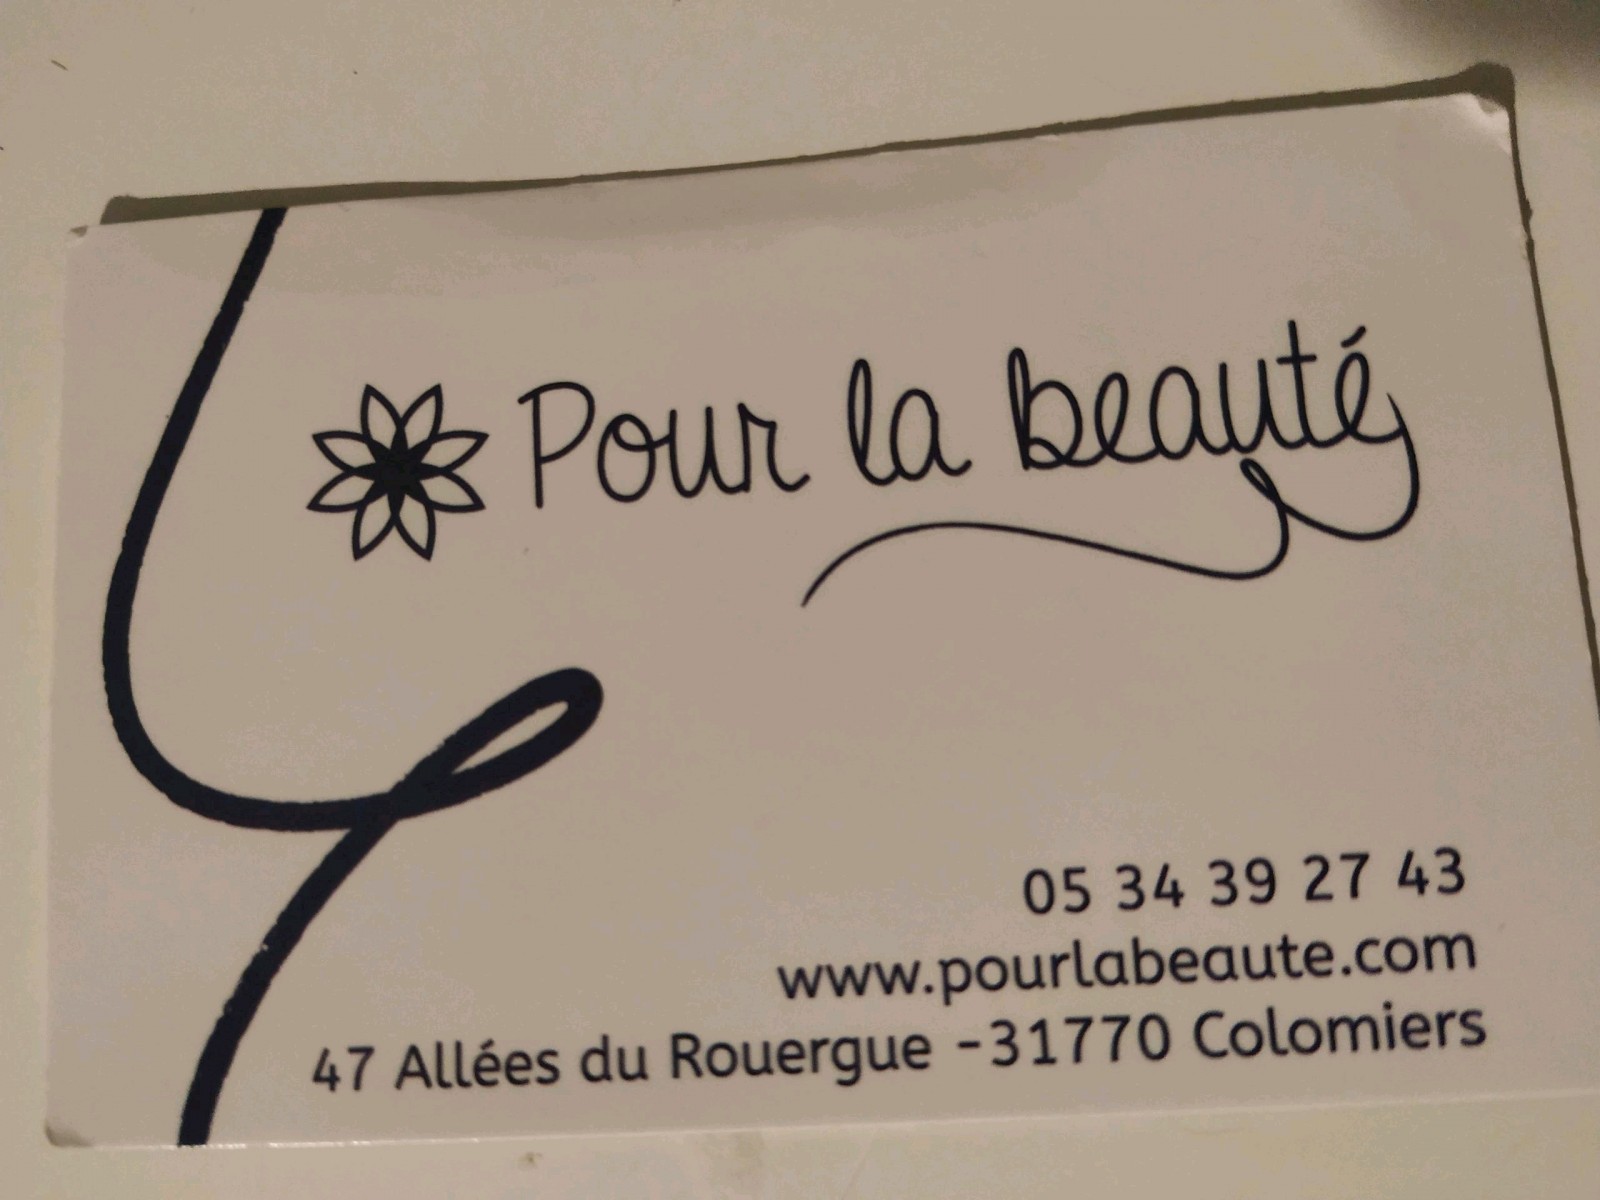 Pour la beauté
05 34 39 27 43
www.pourlabeaute.com
47 Allées du Rouergue -31770 Colomiers